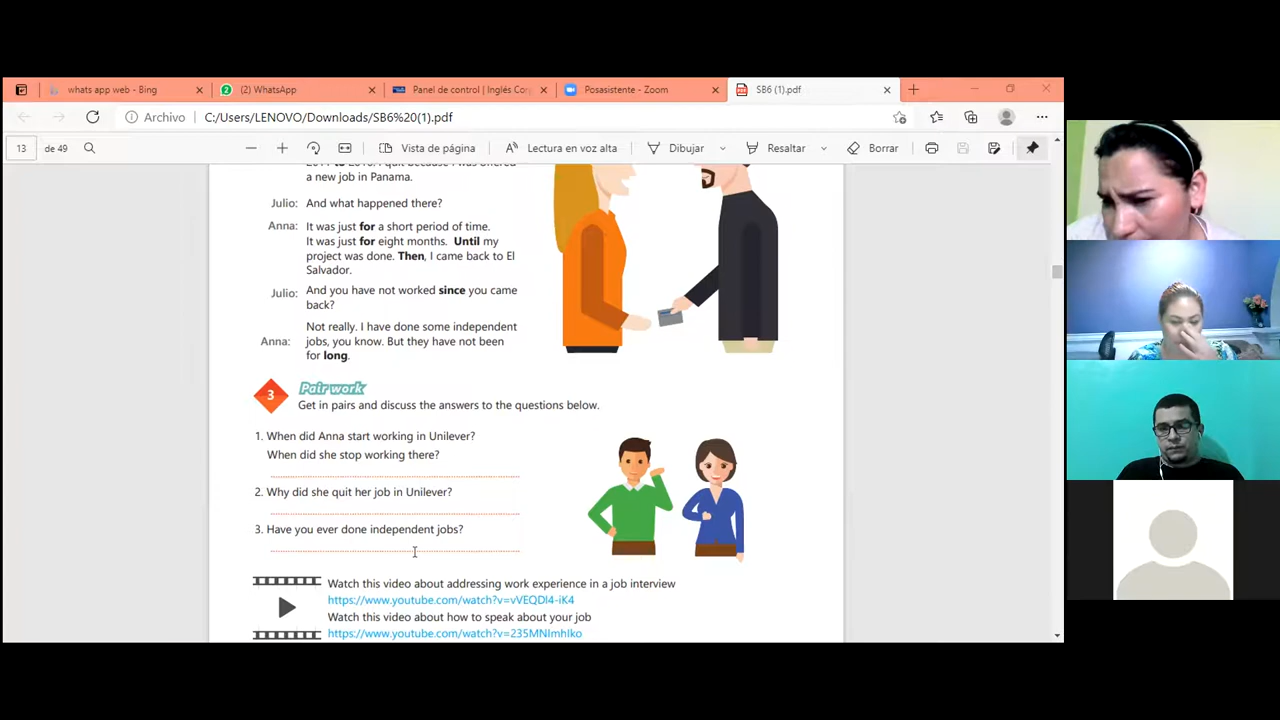 whats app web - Bing
(2) WhatsApp
Panel de control | Inglés Corp
Posasistente - Zoom
SB6 (1).pdf
Archivo
C:/Users/LENOVO/Downloads/SB6%20(1).pdf
13 de 49
Vista de página
Lectura en voz alta
Dibujar
Resaltar
Borrar
a new job in Panama.
Julio: And what happened there?
Anna: It was just for a short period of time.
It was just for eight months. Until my
project was done. Then, I came back to El
Salvador.
Julio: And you have not worked since you came
back?
Not really. I have done some independent
Anna: jobs, you know. But they have not been
for long.
3 Pair work
Get in pairs and discuss the answers to the questions below.
1. When did Anna start working in Unilever?
When did she stop working there?
2. Why did she quit her job in Unilever?
3. Have you ever done independent jobs?
Watch this video about addressing work experience in a job interview
https://www.youtube.com/watch?v=vVEQDl4-iK4
Watch this video about how to speak about your job
https://www.youtube.com/watch?v=235MNImhIko